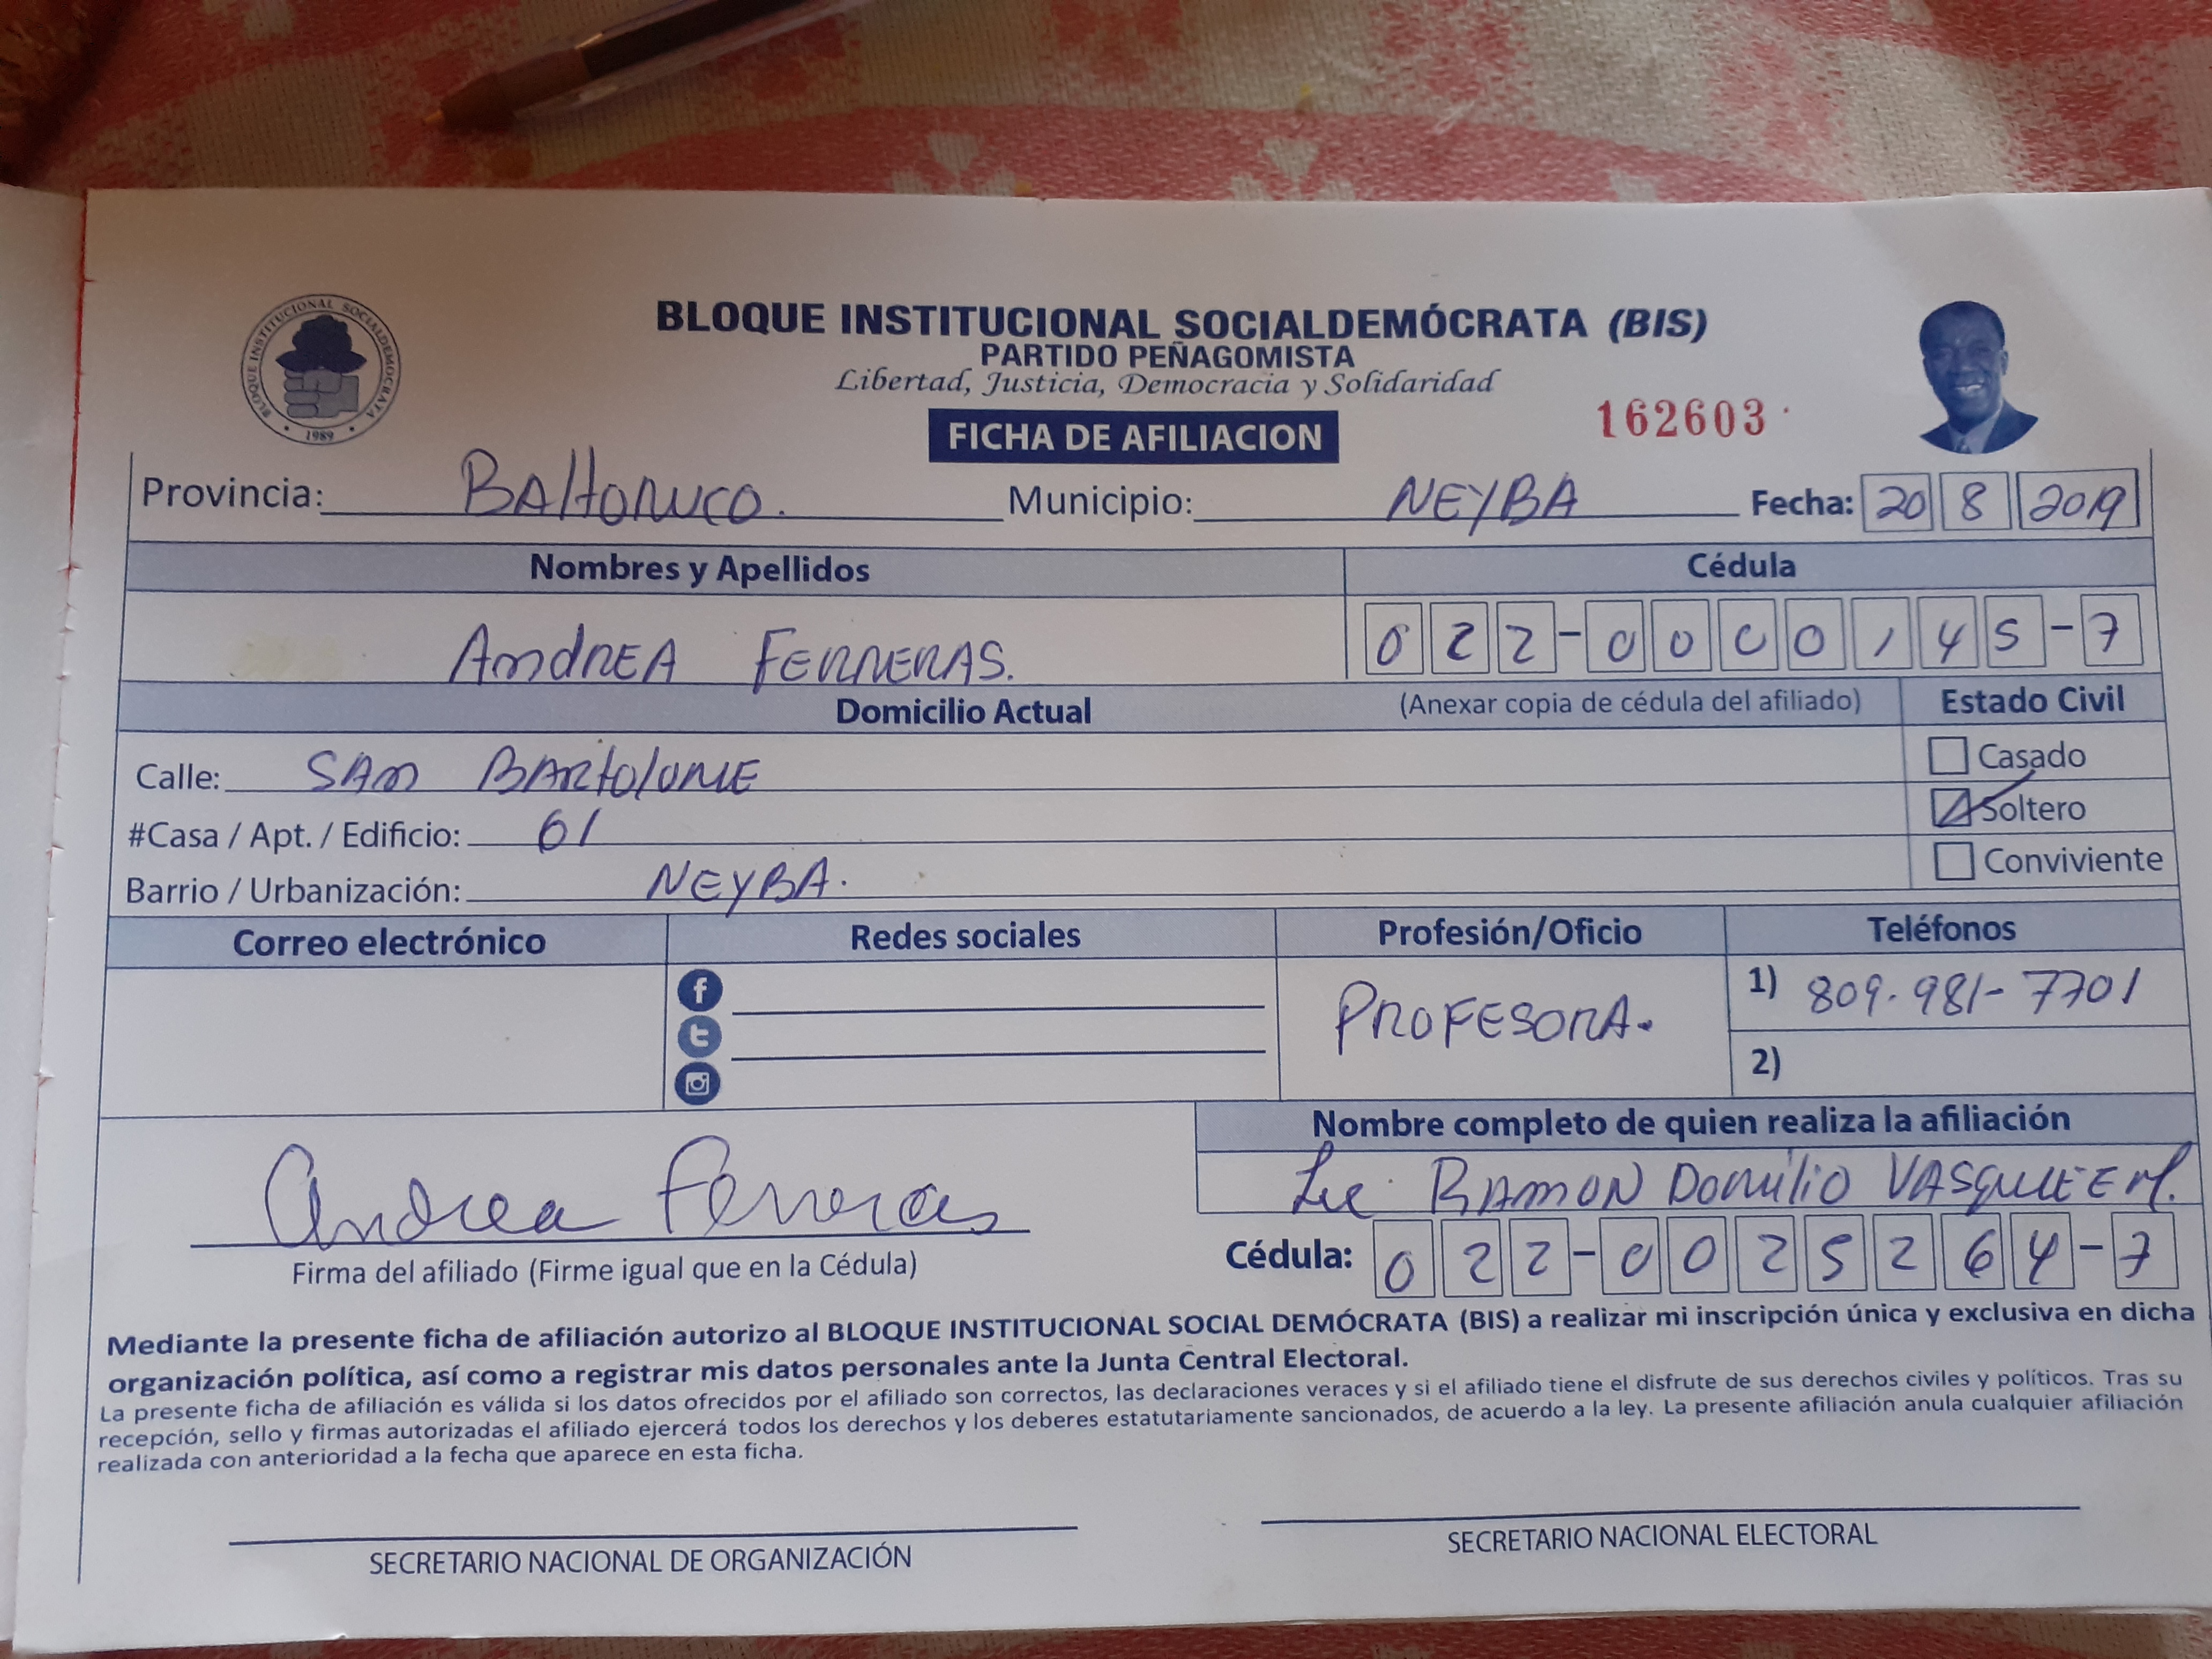 BLOQUE INSTITUCIONAL SOCIALDEMOCRATA
1989
BLOQUE INSTITUCIONAL SOCIALDEMÓCRATA (BIS)
PARTIDO PEÑAGOMISTA
Libertad, Justicia, Democracia y Solidaridad
162603
FICHA DE AFILIACION
Provincia: BAHORUCO. Municipio: NEYBA Fecha: 20 8 2019
Nombres y Apellidos Cédula
ANDREA FERRERAS. 022-0000145-7
Domicilio Actual (Anexar copia de cédula del afiliado) Estado Civil
Calle: SAN BARTOLOME Casado
#Casa / Apt. / Edificio: 61 Soltero
Barrio / Urbanización: NEYBA. Conviviente
Correo electrónico Redes sociales Profesión/Oficio Teléfonos
PROFESORA. 1) 809-981-7701
2)
Nombre completo de quien realiza la afiliación
Lic. RAMON DOMILIO M.
Andrea Ferreras
Cédula: 022-0025264-7
Firma del afiliado (Firme igual que en la Cédula)
Mediante la presente ficha de afiliación autorizo al BLOQUE INSTITUCIONAL SOCIAL DEMÓCRATA (BIS) a realizar mi inscripción única y exclusiva en dicha
organización política, así como a registrar mis datos personales ante la Junta Central Electoral.
La presente ficha de afiliación es válida si los datos ofrecidos por el afiliado son correctos, las declaraciones veraces y si el afiliado tiene el disfrute de sus derechos civiles y políticos. Tras su
recepción, sello y firmas autorizadas el afiliado ejercerá todos los derechos y los deberes estatutariamente sancionados, de acuerdo a la ley. La presente afiliación anula cualquier afiliación
realizada con anterioridad a la fecha que aparece en esta ficha.
SECRETARIO NACIONAL DE ORGANIZACIÓN SECRETARIO NACIONAL ELECTORAL